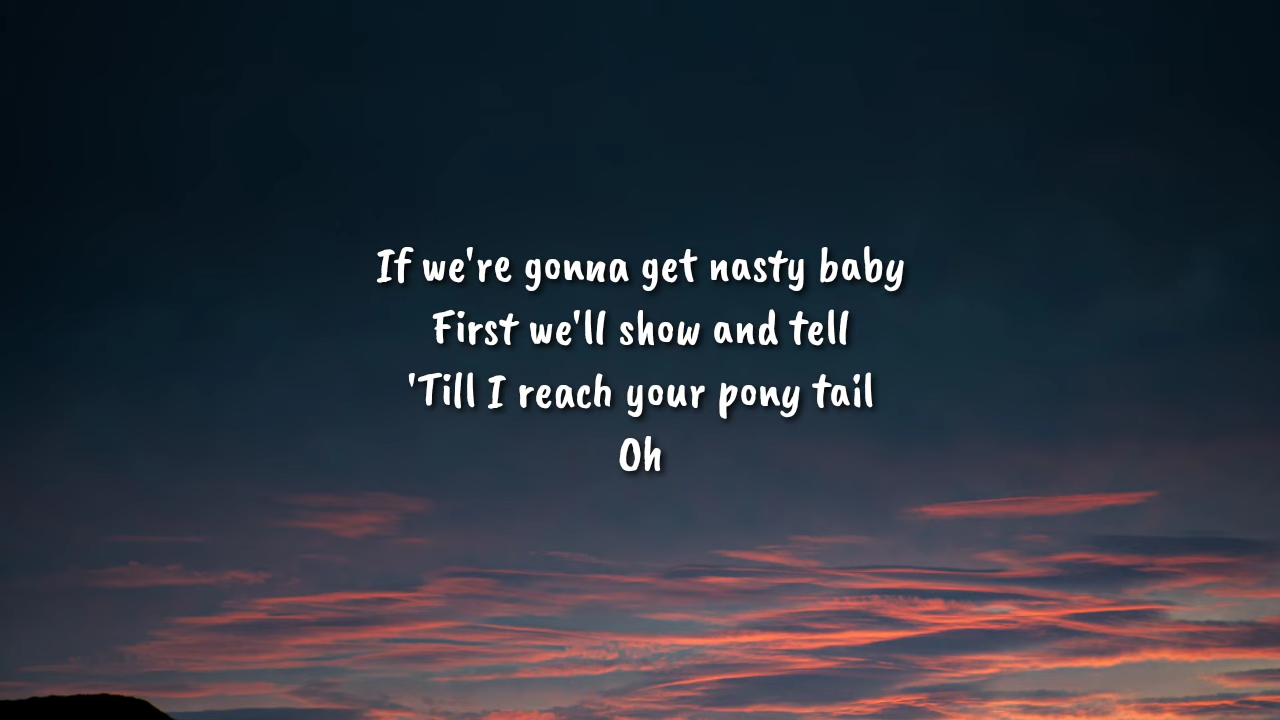 If we're gonna get nasty baby
First we'll show and tell
'Till I reach your pony tail
Oh